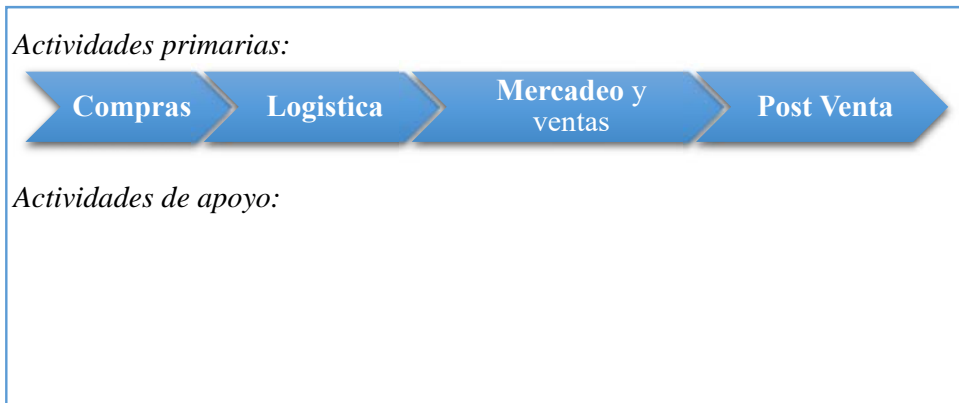 Actividades primarias:
Compras
Logistica
Mercadeo y
ventas
Post Venta
Actividades de apoyo: